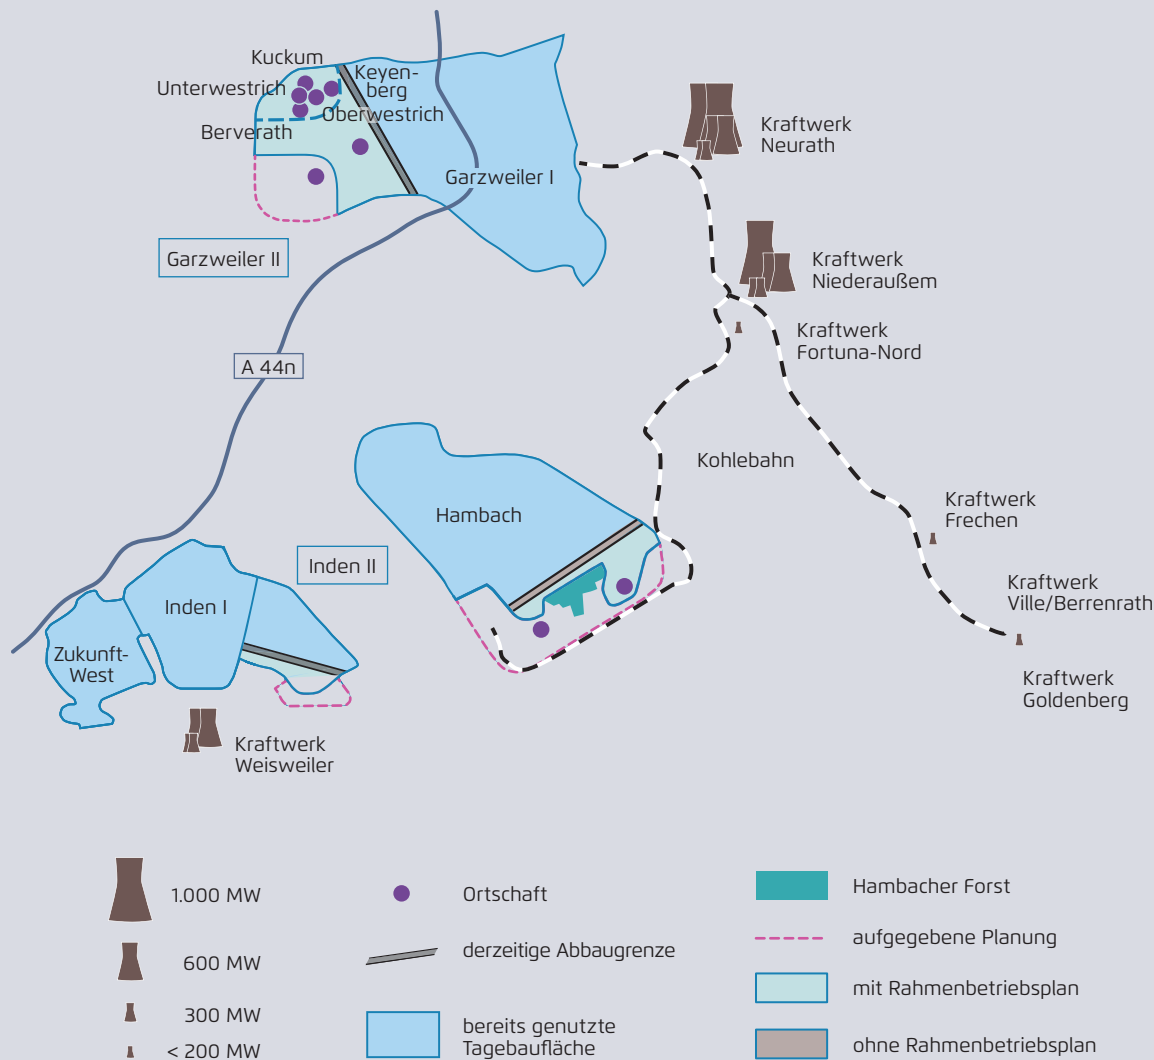 Kuckum
Keyen-
berg
Unterwestrich
Oberwestrich
Berverath
Garzweiler I
Garzweiler II
Kraftwerk
Neurath
Kraftwerk
Niederaußem
Kraftwerk
Fortuna-Nord
A 44n
Kohlebahn
Hambach
Kraftwerk
Frechen
Inden II
Inden I
Kraftwerk
Ville/Berrenrath
Zukunft-
West
Kraftwerk
Goldenberg
Kraftwerk
Weisweiler
1.000 MW
600 MW
300 MW
< 200 MW
Ortschaft
derzeitige Abbaugrenze
bereits genutzte
Tagebaufläche
Hambacher Forst
aufgegebene Planung
mit Rahmenbetriebsplan
ohne Rahmenbetriebsplan